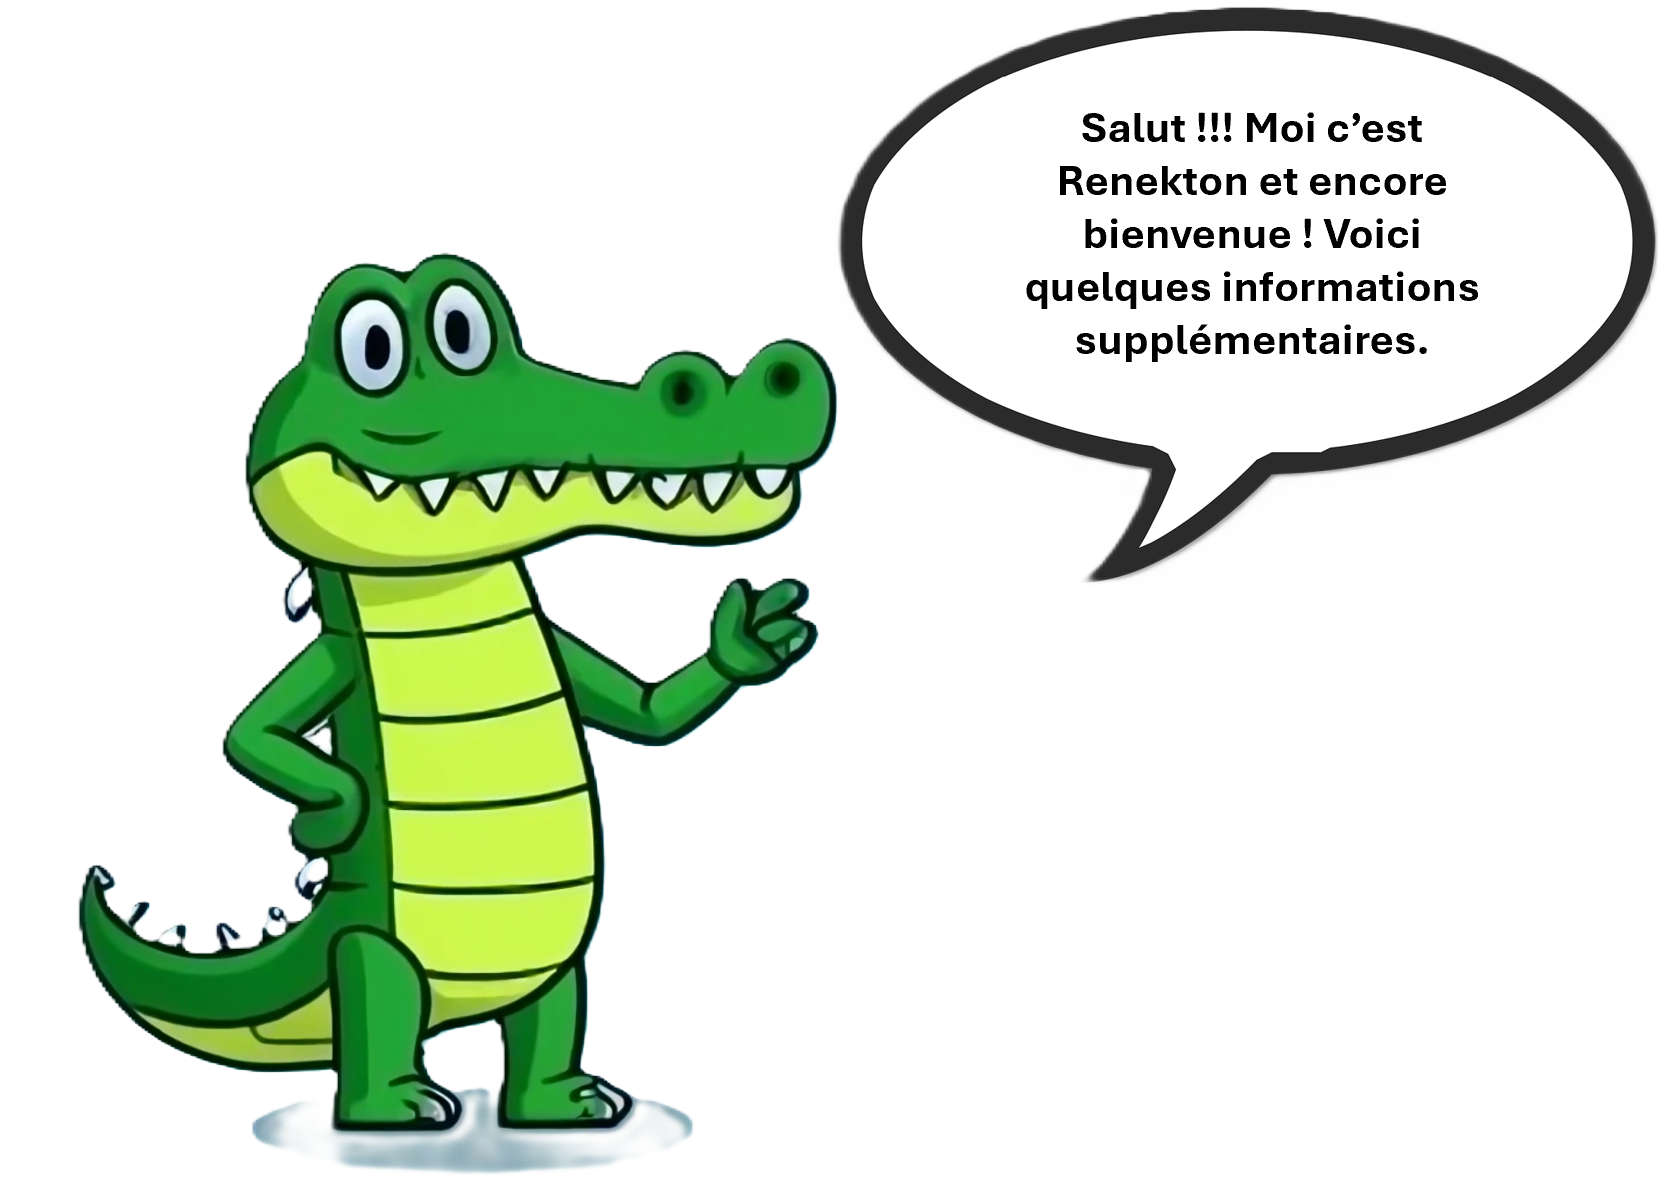 Salut !!! Moi c’est
Renekton et encore
bienvenue ! Voici
quelques informations
supplémentaires.